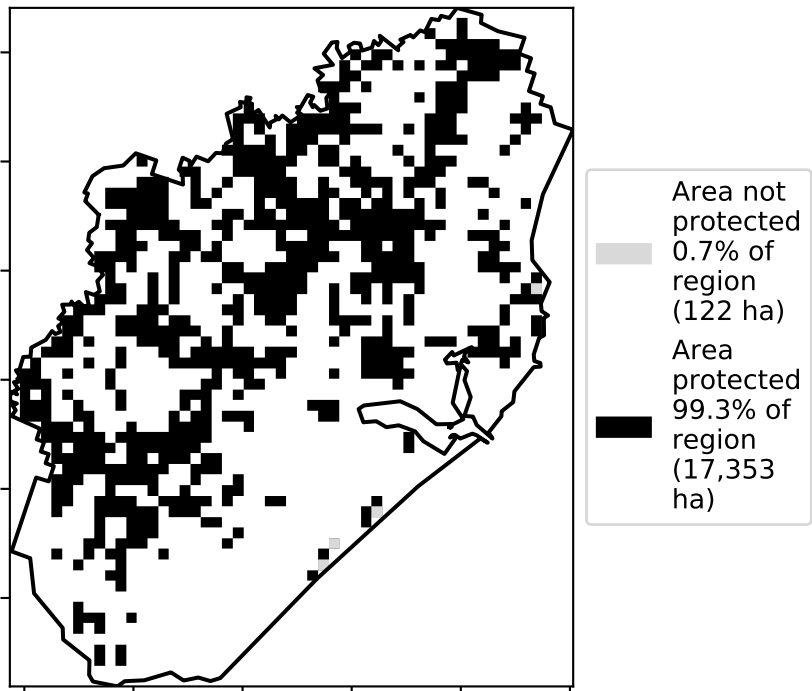 Area not
protected
0.7% of
region
(122 ha)
Area
protected
99.3% of
region
(17,353
ha)